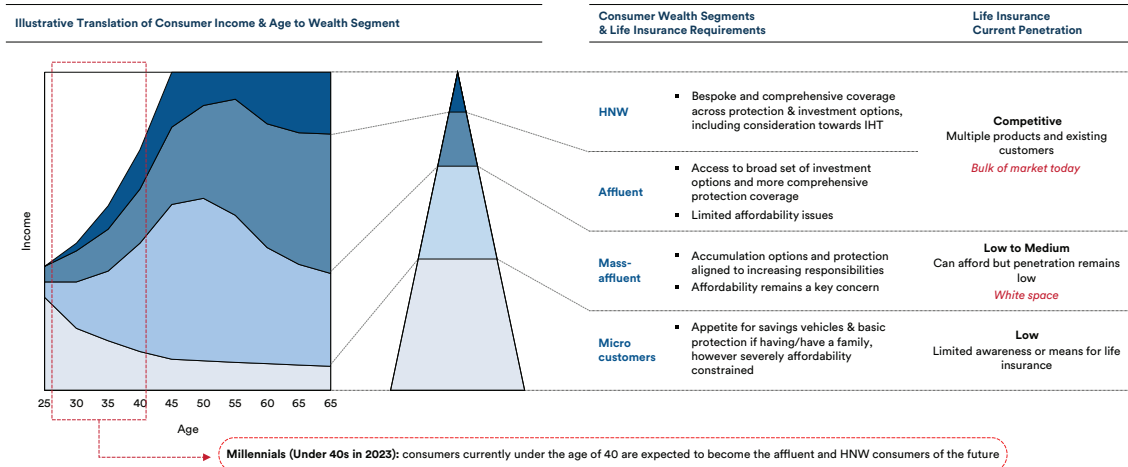 Illustrative Translation of Consumer Income & Age to Wealth Segment
Consumer Wealth Segments
& Life Insurance Requirements
Life Insurance
Current Penetration
Income
25 30 35 40 45 50 55 60 65 65
Age
HNW
▪ Bespoke and comprehensive coverage
across protection & investment options,
including consideration towards IHT
Affluent
▪ Access to broad set of investment
options and more comprehensive
protection coverage
▪ Limited affordability issues
Competitive
Multiple products and existing
customers
Bulk of market today
Mass-
affluent
▪ Accumulation options and protection
aligned to increasing responsibilities
▪ Affordability remains a key concern
Low to Medium
Can afford but penetration remains
low
White space
Micro
customers
▪ Appetite for savings vehicles & basic
protection if having/have a family,
however severely affordability
constrained
Low
Limited awareness or means for life
insurance
Millennials (Under 40s in 2023): consumers currently under the age of 40 are expected to become the affluent and HNW consumers of the future